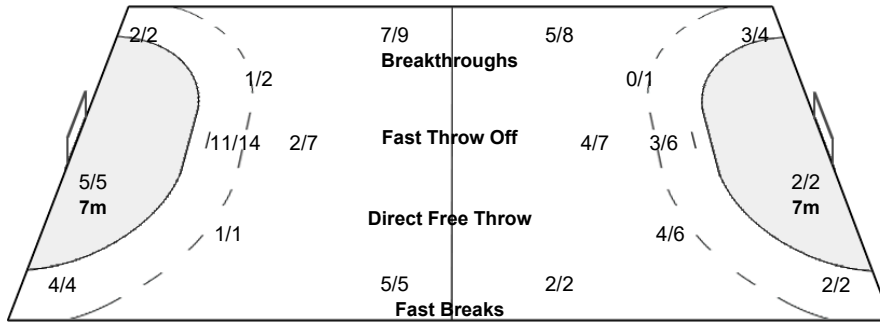 2/2 7/9 5/8 3/4
Breakthroughs
1/2 0/1
11/14 2/7 Fast Throw Off 4/7 3/6
5/5 2/2
7m 7m
Direct Free Throw
1/1 4/6
4/4 5/5 2/2 2/2
Fast Breaks